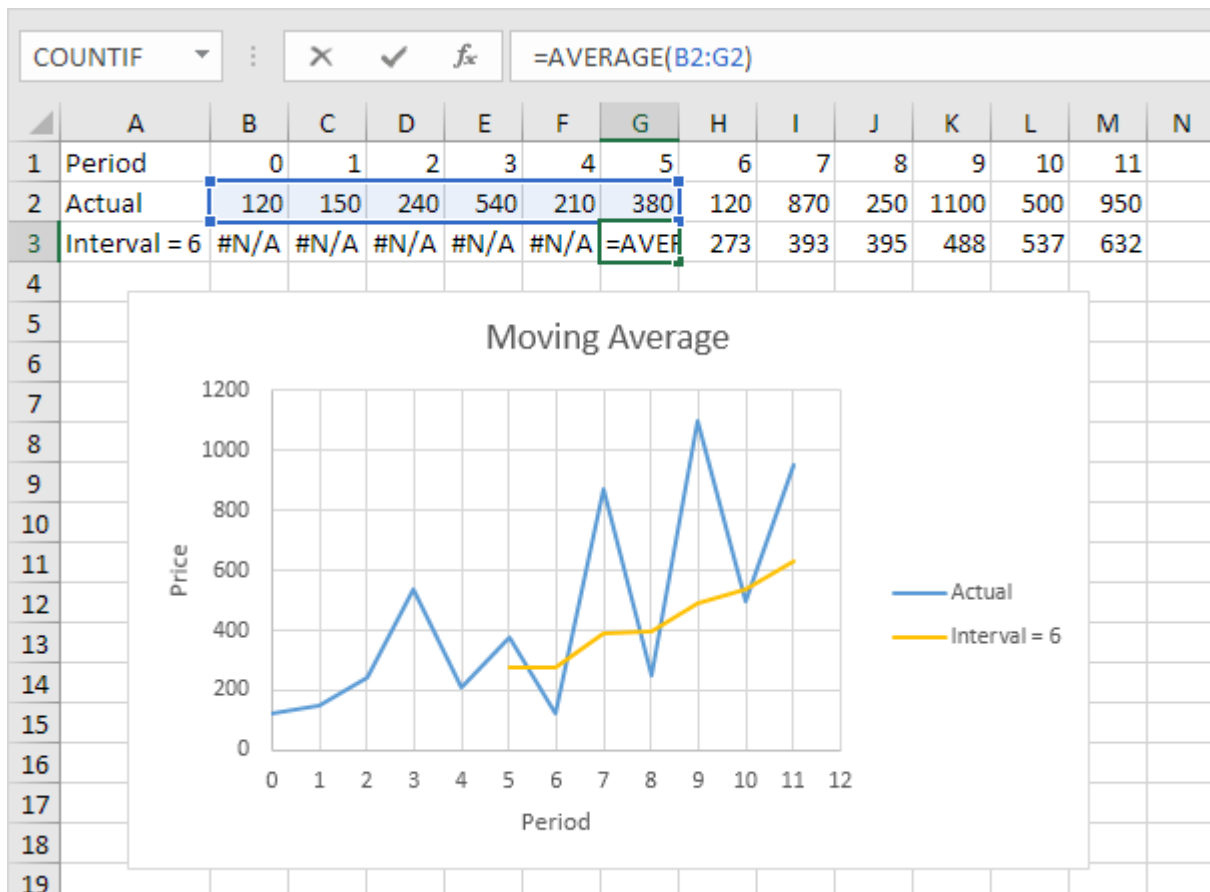 COUNTIF fx =AVERAGE(B2:G2)
A B C D E F G H I J K L M N
1 Period 0 1 2 3 4 5 6 7 8 9 10 11
2 Actual 120 150 240 540 210 380 120 870 250 1100 500 950
3 Interval = 6 #N/A #N/A #N/A #N/A #N/A =AVER 273 393 395 488 537 632
4
5
6
7
8
9
10
11
12
13
14
15
16
17
18
19
Moving Average
1200
1000
800
600
400
200
0
Price
0 1 2 3 4 5 6 7 8 9 10 11 12
Period
Actual
Interval = 6